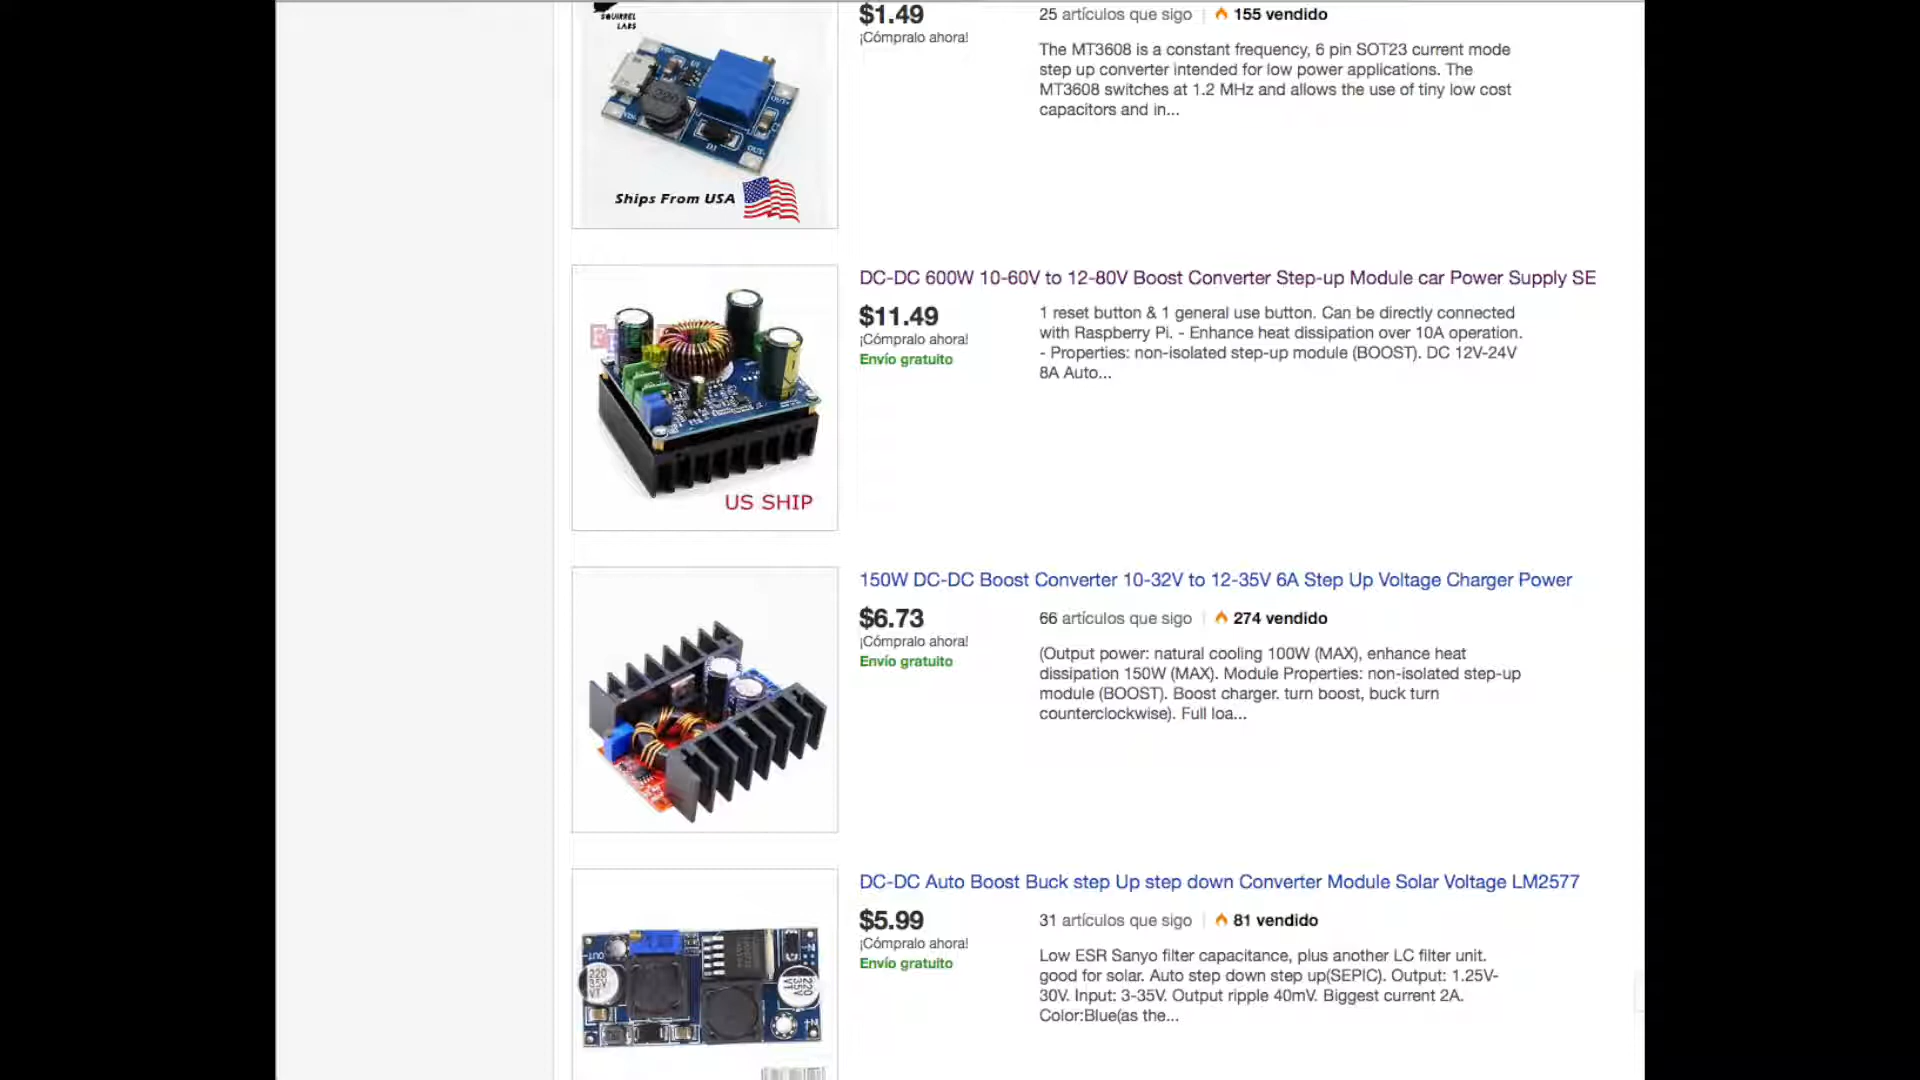 SQUIRREL
LABS
Ships From USA
$1.49
¡Cómpralo ahora!
25 artículos que sigo
155 vendido
The MT3608 is a constant frequency, 6 pin SOT23 current mode
step up converter intended for low power applications. The
MT3608 switches at 1.2 MHz and allows the use of tiny low cost
capacitors and in...
US SHIP
DC-DC 600W 10-60V to 12-80V Boost Converter Step-up Module car Power Supply SE
$11.49
¡Cómpralo ahora!
Envío gratuito
1 reset button & 1 general use button. Can be directly connected
with Raspberry Pi. - Enhance heat dissipation over 10A operation.
- Properties: non-isolated step-up module (BOOST). DC 12V-24V
8A Auto...
150W DC-DC Boost Converter 10-32V to 12-35V 6A Step Up Voltage Charger Power
$6.73
¡Cómpralo ahora!
Envío gratuito
66 artículos que sigo
274 vendido
(Output power: natural cooling 100W (MAX), enhance heat
dissipation 150W (MAX). Module Properties: non-isolated step-up
module (BOOST). Boost charger. turn boost, buck turn
counterclockwise). Full loa...
DC-DC Auto Boost Buck step Up step down Converter Module Solar Voltage LM2577
$5.99
¡Cómpralo ahora!
Envío gratuito
31 artículos que sigo
81 vendido
Low ESR Sanyo filter capacitance, plus another LC filter unit.
good for solar. Auto step down step up(SEPIC). Output: 1.25V-
30V. Input: 3-35V. Output ripple 40mV. Biggest current 2A.
Color:Blue(as the...
220
35V
VT
220
35V
VT